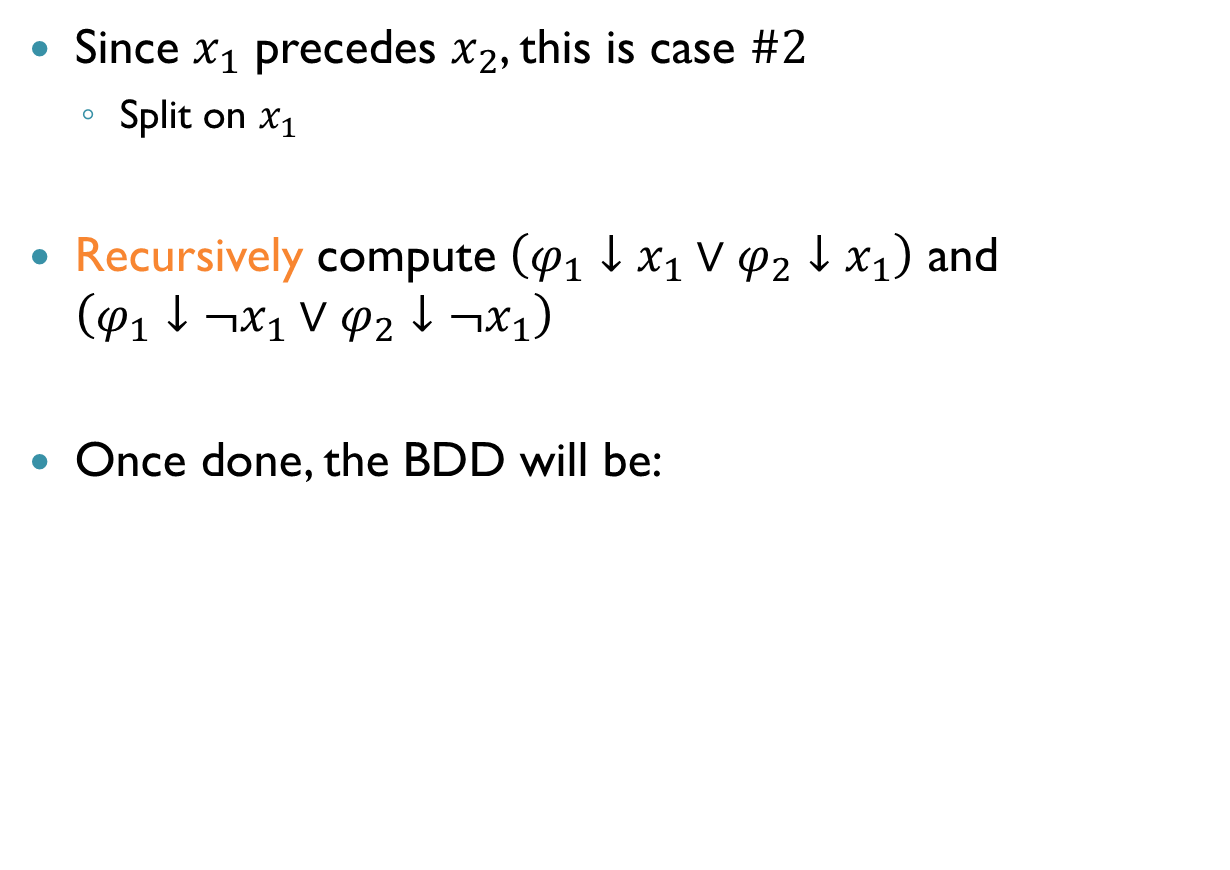 • Since 𝑥₁ precedes 𝑥₂, this is case #2
◦ Split on 𝑥₁
• Recursively compute (𝜑₁ ↓ 𝑥₁ ∨ 𝜑₂ ↓ 𝑥₁) and
(𝜑₁ ↓ ¬𝑥₁ ∨ 𝜑₂ ↓ ¬𝑥₁)
• Once done, the BDD will be: